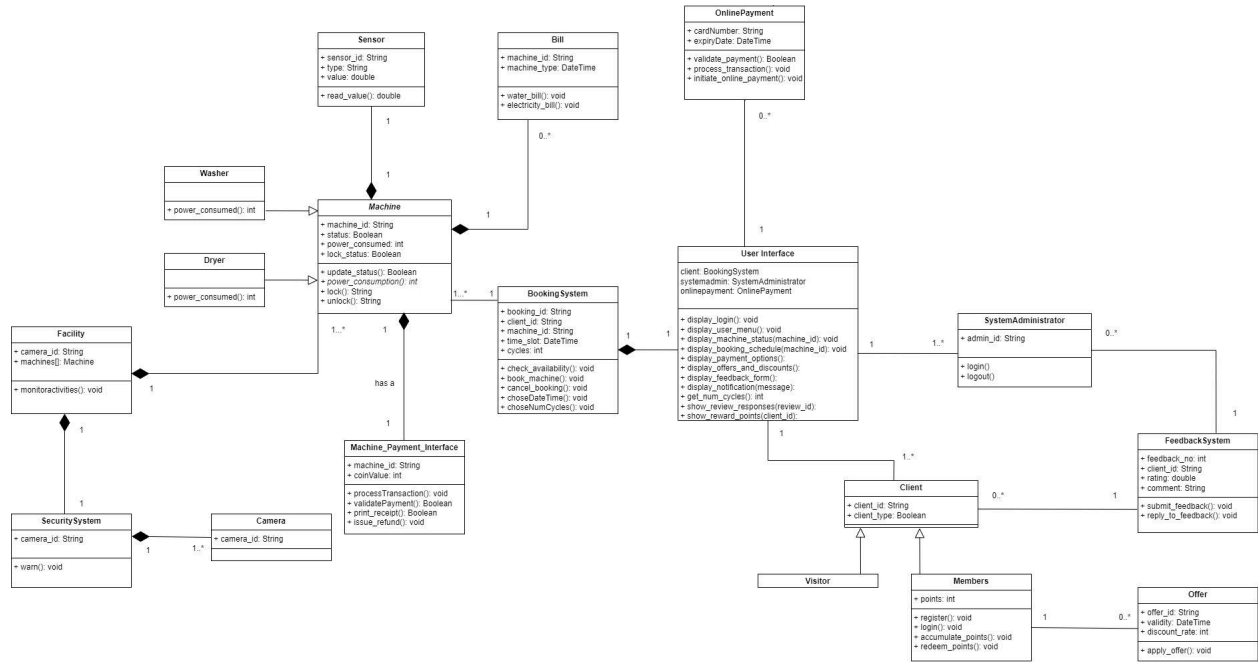 OnlinePayment
+ cardNumber: String
+ expiryDate: DateTime
+ validate_payment(): Boolean
+ process_transaction(): void
+ initiate_online_payment(): void
Sensor
+ sensor_id: String
+ type: String
+ value: double
+ read_value(): double
Bill
+ machine_id: String
+ machine_type: DateTime
+ water_bill(): void
+ electricity_bill(): void
1
0..*
0..*
1
1
1
Washer
+ power_consumed(): int
Machine
+ machine_id: String
+ status: Boolean
+ power_consumed: int
+ lock_status: Boolean
+ update_status(): Boolean
+ power_consumption(): int
+ lock(): String
+ unlock(): String
Dryer
+ power_consumed(): int
1...*
1
1...*
1
BookingSystem
+ booking_id: String
+ client_id: String
+ machine_id: String
+ time_slot: DateTime
+ cycles: int
+ check_availability(): void
+ book_machine(): void
+ cancel_booking(): void
+ choseDateTime(): void
+ choseNumCycles(): void
1
1
User Interface
client: BookingSystem
systemadmin: SystemAdministrator
onlinepayment: OnlinePayment
+ display_login(): void
+ display_user_menu(): void
+ display_machine_status(machine_id): void
+ display_booking_schedule(machine_id): void
+ display_payment_options():
+ display_offers_and_discounts():
+ display_feedback_form():
+ display_notification(message):
+ get_num_cycles(): int
+ show_review_responses(review_id):
+ show_reward_points(client_id):
1
1..*
SystemAdministrator
+ admin_id: String
+ login()
+ logout()
0..*
1
Facility
+ camera_id: String
+ machines[]: Machine
+ monitoractivities(): void
1
1
1
has a
1
Machine_Payment_Interface
+ machine_id: String
+ coinValue: int
+ processTransaction(): void
+ validatePayment(): Boolean
+ print_receipt(): Boolean
+ issue_refund(): void
SecuritySystem
+ camera_id: String
+ warn(): void
1
1..*
Camera
+ camera_id: String
1
1..*
Client
+ client_id: String
+ client_type: Boolean
0..*
1
FeedbackSystem
+ feedback_no: int
+ client_id: String
+ rating: double
+ comment: String
+ submit_feedback(): void
+ reply_to_feedback(): void
Visitor
Members
+ points: int
+ register(): void
+ login(): void
+ accumulate_points(): void
+ redeem_points(): void
1
0..*
Offer
+ offer_id: String
+ validity: DateTime
+ discount_rate: int
+ apply_offer(): void